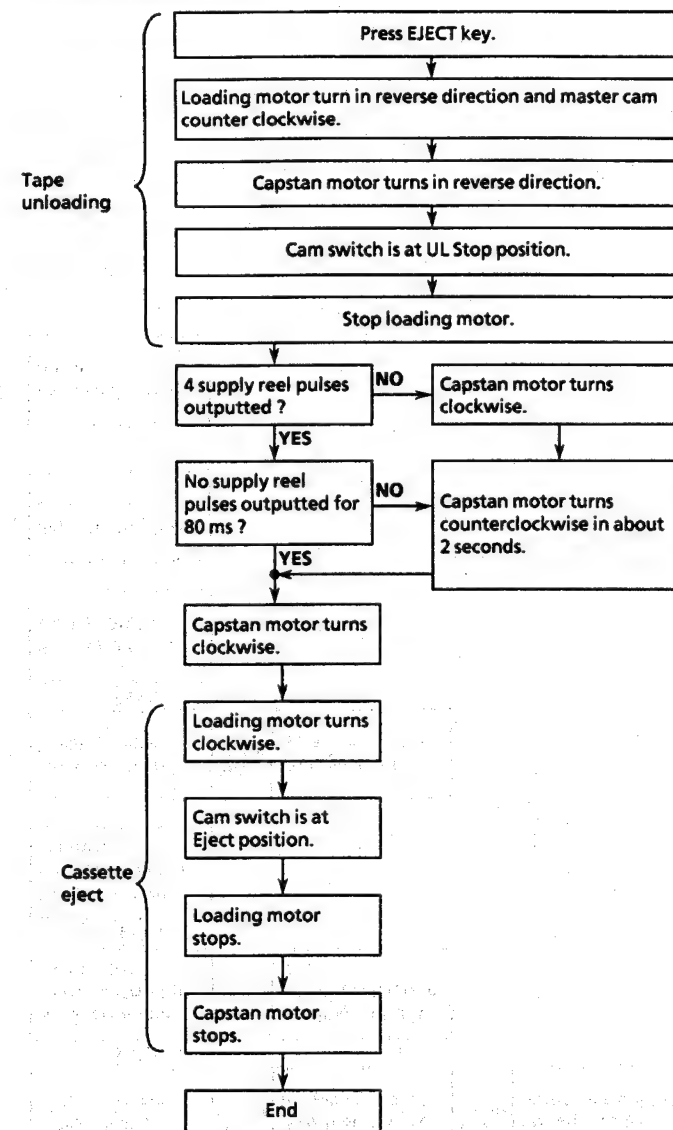 Press EJECT key.
Loading motor turn in reverse direction and master cam
counter clockwise.
Tape
unloading
Capstan motor turns in reverse direction.
Cam switch is at UL Stop position.
Stop loading motor.
4 supply reel pulses
outputted ?
NO
Capstan motor turns
clockwise.
YES
No supply reel
pulses outputted for
80 ms ?
NO
Capstan motor turns
counterclockwise in about
2 seconds.
YES
Capstan motor turns
clockwise.
Loading motor turns
clockwise.
Cam switch is at
Eject position.
Cassette
eject
Loading motor
stops.
Capstan motor
stops.
End